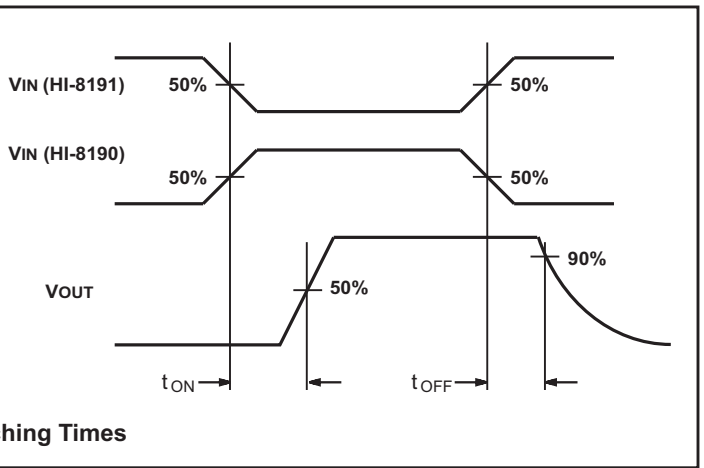 VIN (HI-8191) 50% 50%
VIN (HI-8190) 50% 50%
VOUT 50% 90%
tON tOFF
hing Times